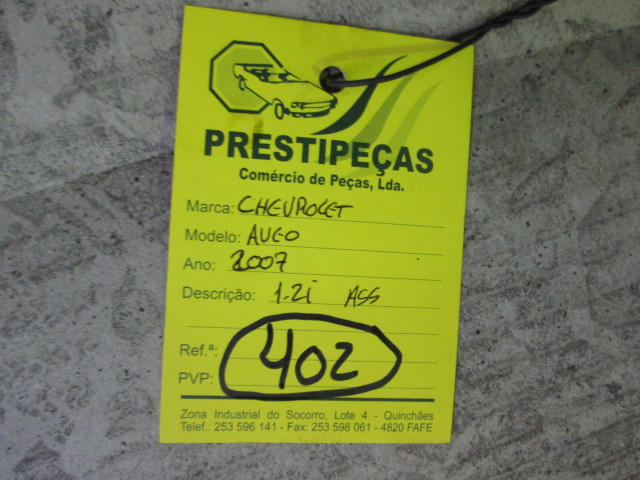 PRESTIPEÇAS
Comércio de Peças, Lda.
Marca: CHEVROLET
Modelo: AVEO
Ano: 2007
Descrição: 1.2i ASS
Ref.ª: 402
PVP:
Zona Industrial do Socorro, Lote 4 - Quinchães
Telef.: 253 596 141 - Fax: 253 598 061 - 4820 FAFE